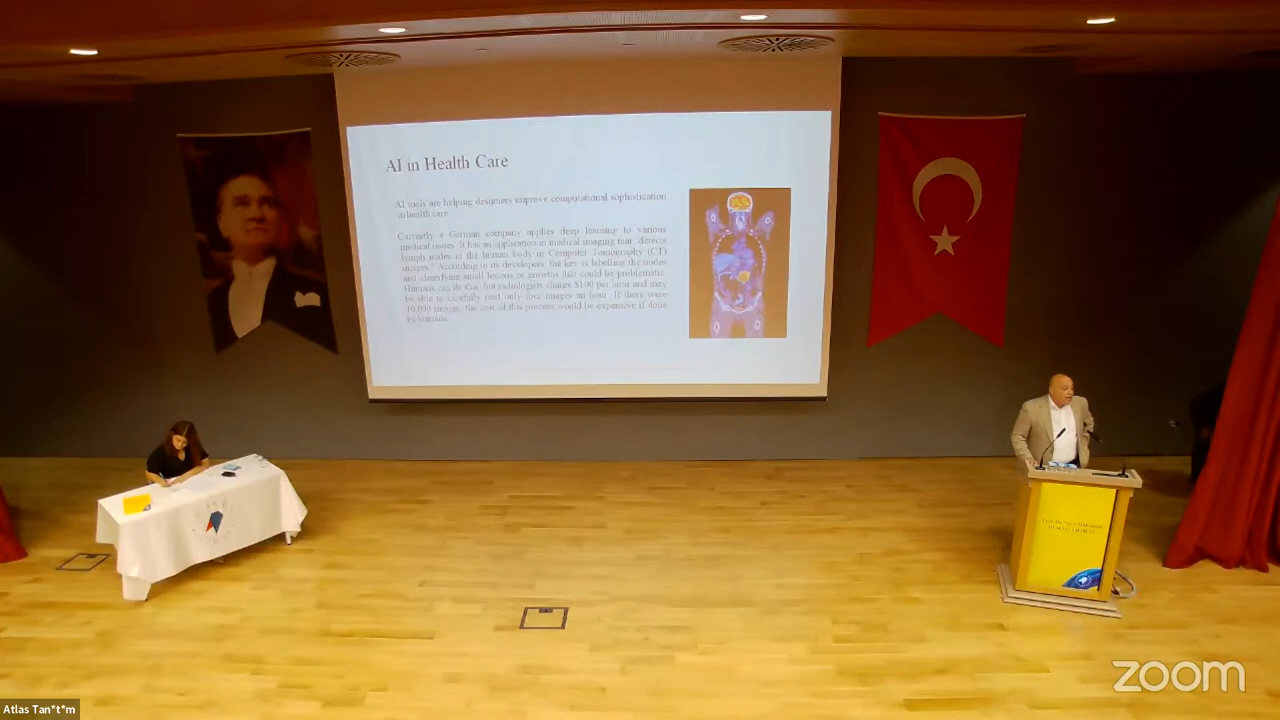 AI in Health Care
AI tools are helping designers improve computational sophistication
in health care
Currently a German company applies deep learning to various
medical issues. It has an application in medical imaging that "detects
lymph nodes in the human body in Computer Tomography (CT)
images." According to its developers, the key is labelling the nodes
and identifying small lesions or growths that could be problematic.
Humans can do this, but radiologists charge $100 per hour and may
be able to carefully read only four images an hour. If there were
10,000 images, the cost of this process would be expensive if done
by humans.
Prof. Dr.
zoom
Atlas Tan*t*m